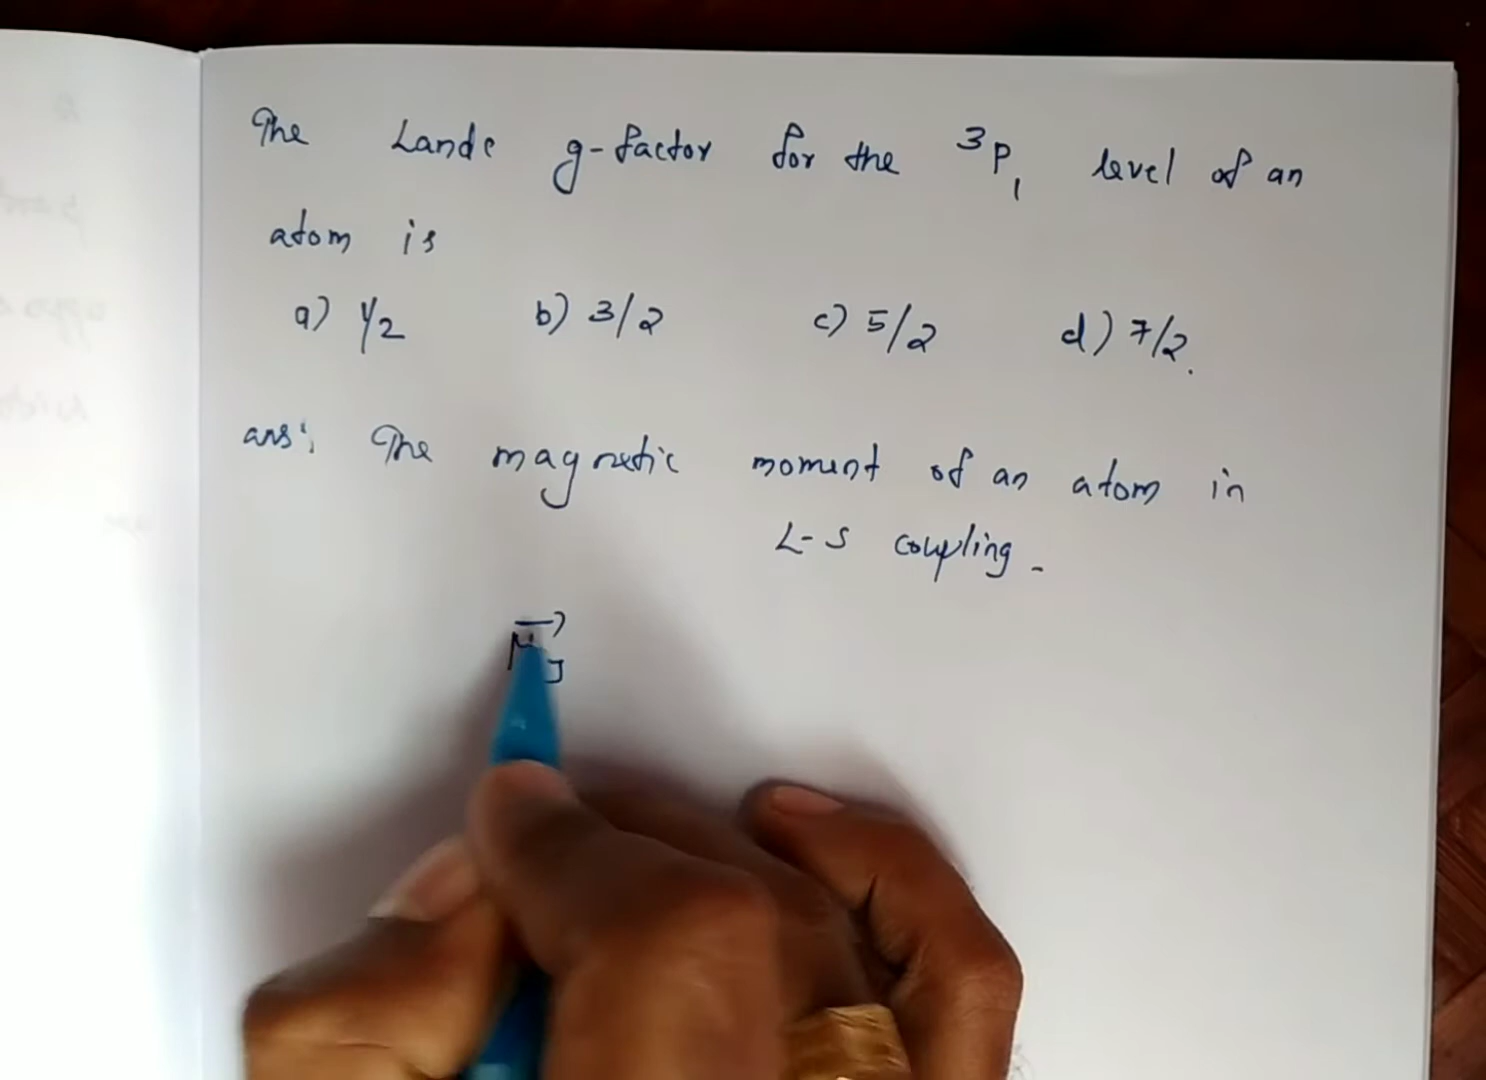 The Lande g-factor for the ³P₁ level of an
atom is
a) 1/2 b) 3/2 c) 5/2 d) 7/2.
ans: The magnetic moment of an atom in
L-S coupling.
μ⃗_J